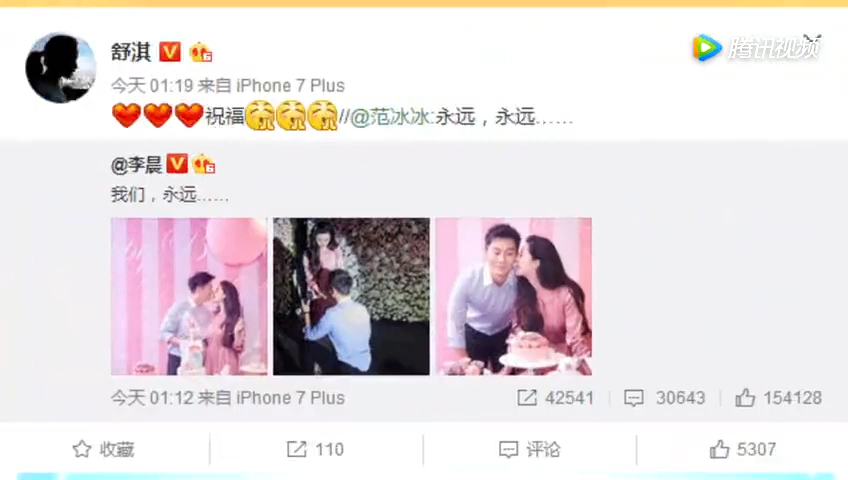 腾讯视频
舒淇
今天 01:19 来自 iPhone 7 Plus
祝福//@范冰冰:永远，永远……
@李晨
我们，永远……
今天 01:12 来自 iPhone 7 Plus
42541 30643 154128
收藏 110 评论 5307